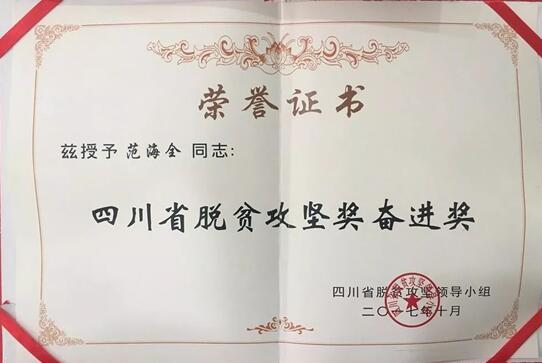 荣誉证书
兹授予 范海全 同志：
四川省脱贫攻坚奖奋进奖
四川省脱贫攻坚领导小组
二〇一七年十月